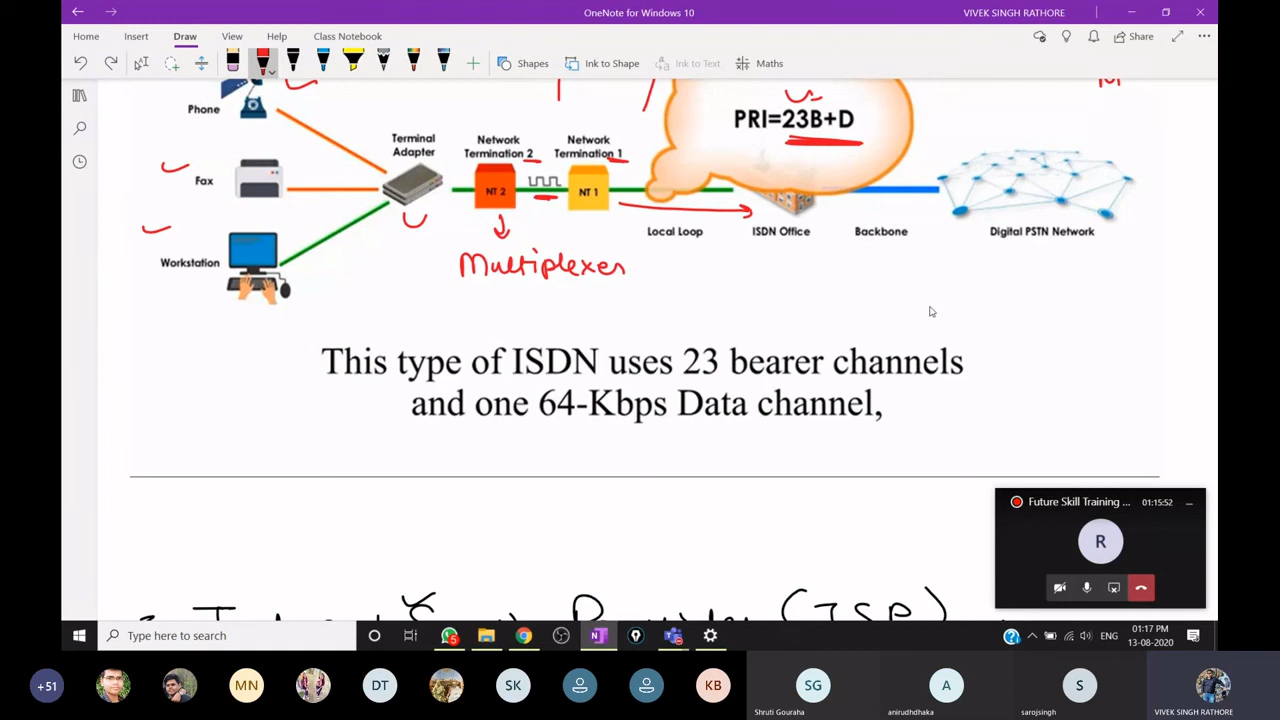 OneNote for Windows 10
VIVEK SINGH RATHORE
Home Insert Draw View Help Class Notebook
Share
Shapes Ink to Shape Ink to Text Maths
Phone
Fax
Workstation
Terminal
Adapter
Network
Termination 2
Network
Termination 1
NT 2
NT 1
PRI=23B+D
Local Loop
ISDN Office
Backbone
Digital PSTN Network
Multiplexer
This type of ISDN uses 23 bearer channels
and one 64-Kbps Data channel,
Future Skill Training ...
01:15:52
R
(ISP)
Type here to search
5
ENG
01:17 PM
13-08-2020
+51
MN
DT
SK
KB
SG
A
S
Shruti Gouraha
anirudhdhaka
sarojsingh
VIVEK SINGH RATHORE